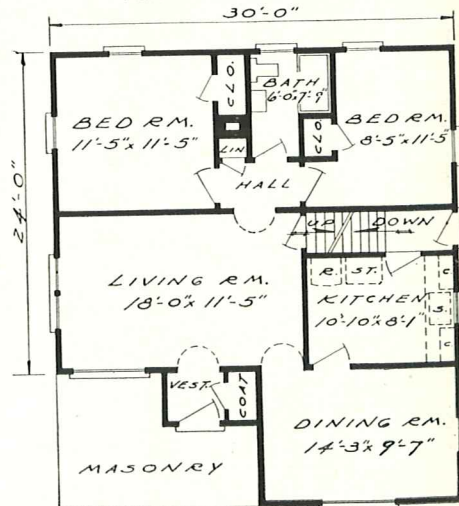 30'-0"
24'-0"
BED RM.
11'-5" x 11'-5"
CLO.
BATH
6'-0"x 7'-9"
BED RM.
8'-5" x 11'-5"
CLO.
LIN
HALL
UP
DOWN
LIVING RM.
18'-0" x 11'-5"
R.
ST.
C.
KITCHEN
10'-10" x 8'-1"
S.
C.
VEST.
COAT
DINING RM.
14'-3" x 9'-7"
MASONRY